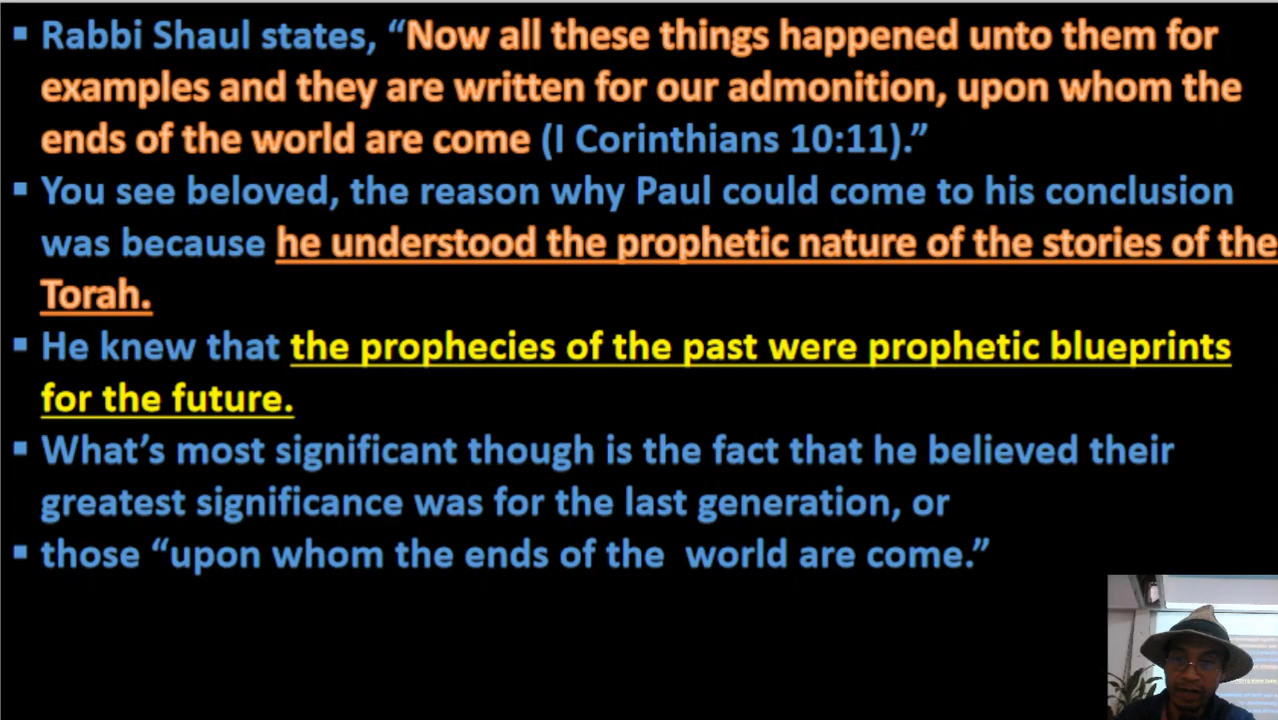 ▪ Rabbi Shaul states, “Now all these things happened unto them for
examples and they are written for our admonition, upon whom the
ends of the world are come (I Corinthians 10:11).”
▪ You see beloved, the reason why Paul could come to his conclusion
was because he understood the prophetic nature of the stories of the
Torah.
▪ He knew that the prophecies of the past were prophetic blueprints
for the future.
▪ What’s most significant though is the fact that he believed their
greatest significance was for the last generation, or
▪ those “upon whom the ends of the  world are come.”